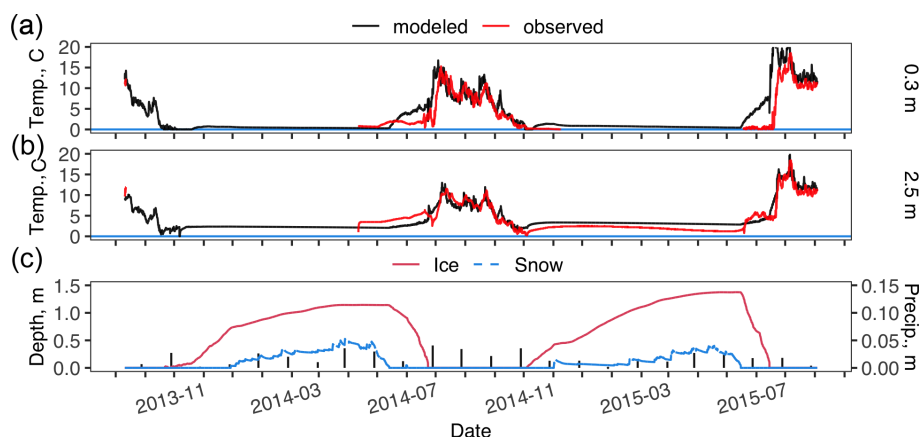 (a)
modeled observed
Temp., C
20
15
10
5
0
0.3 m
(b)
Temp., C
20
15
10
5
0
2.5 m
(c)
Ice Snow
Depth, m
1.5
1.0
0.5
0.0
0.15
0.10
0.05
0.00
Precip., m
2013-11 2014-03 2014-07 2014-11 2015-03 2015-07
Date